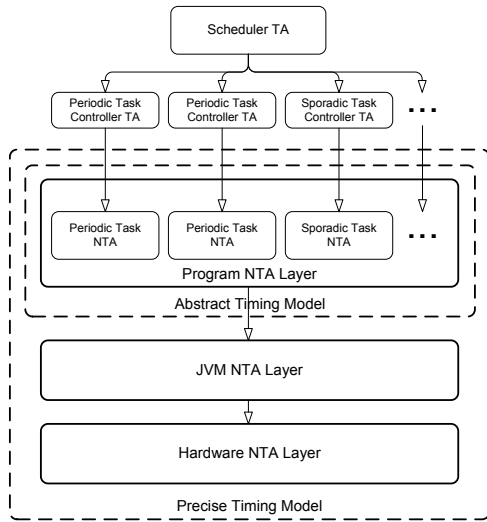 Scheduler TA
Periodic Task
Controller TA
Periodic Task
Controller TA
Sporadic Task
Controller TA
...
Periodic Task
NTA
Periodic Task
NTA
Sporadic Task
NTA
...
Program NTA Layer
Abstract Timing Model
JVM NTA Layer
Hardware NTA Layer
Precise Timing Model